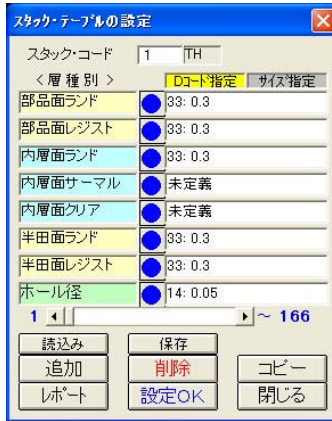 スタック・テーブルの設定
スタック・コード 1 TH
＜層種別＞ Dコード指定 サイズ指定
部品面ランド 33: 0.3
部品面レジスト 33: 0.3
内層面ランド 33: 0.3
内層面サーマル 未定義
内層面クリア 未定義
半田面ランド 33: 0.3
半田面レジスト 33: 0.3
ホール径 14: 0.05
1 ～ 166
読込み 保存
追加 削除 コピー
レポート 設定OK 閉じる